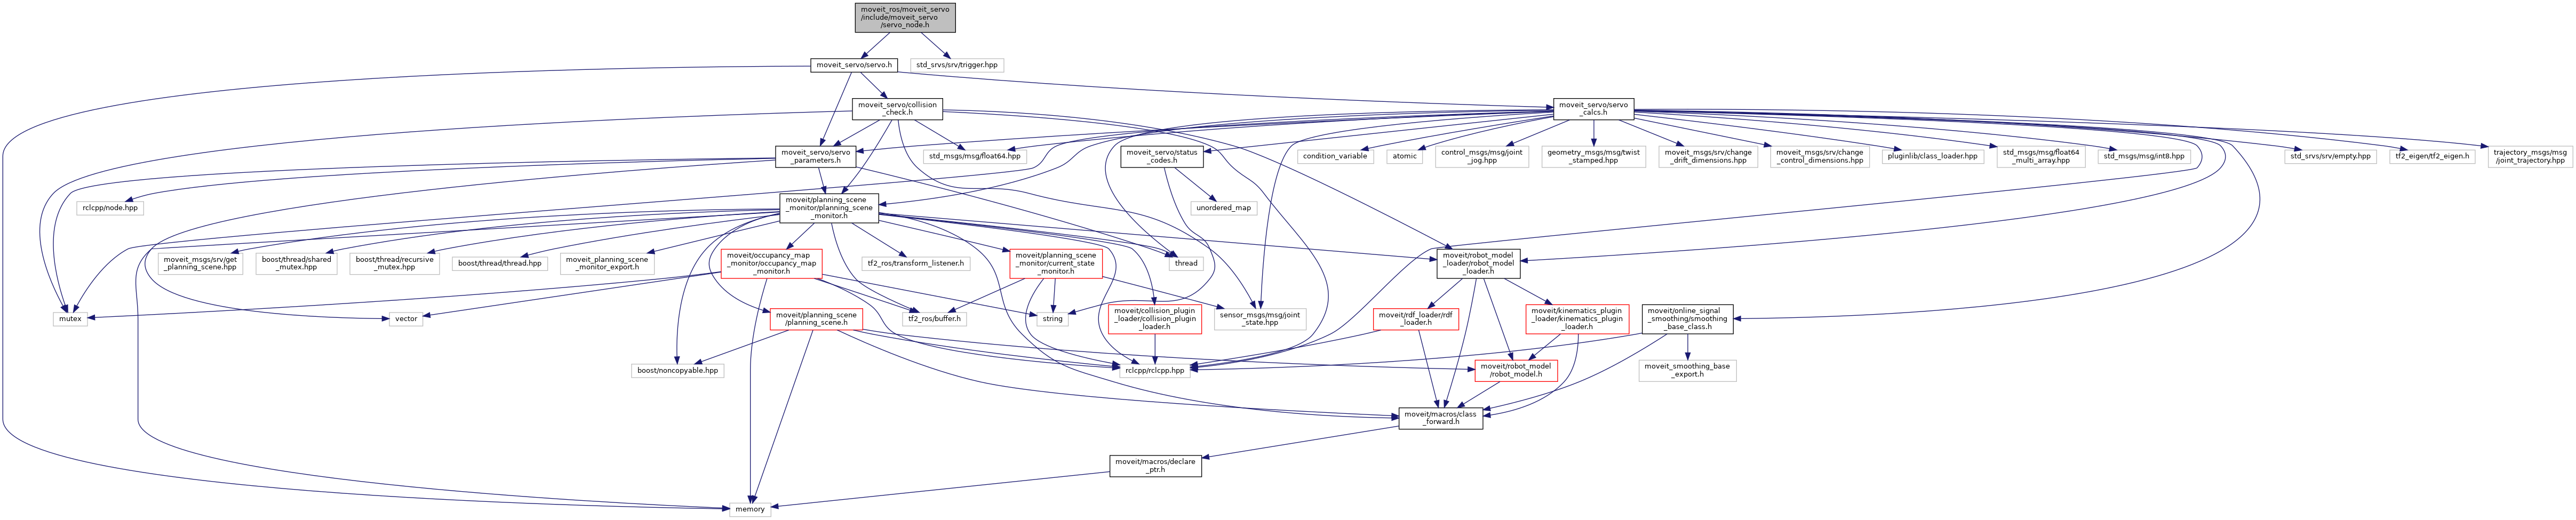 moveit_ros/moveit_servo
/include/moveit_servo
/servo_node.h
moveit_servo/servo.h
std_srvs/srv/trigger.hpp
moveit_servo/collision
_check.h
moveit_servo/servo
_calcs.h
moveit_servo/servo
_parameters.h
std_msgs/msg/float64.hpp
moveit_servo/status
_codes.h
condition_variable
atomic
control_msgs/msg/joint
_jog.hpp
geometry_msgs/msg/twist
_stamped.hpp
moveit_msgs/srv/change
_drift_dimensions.hpp
moveit_msgs/srv/change
_control_dimensions.hpp
pluginlib/class_loader.hpp
std_msgs/msg/float64
_multi_array.hpp
std_msgs/msg/int8.hpp
std_srvs/srv/empty.hpp
tf2_eigen/tf2_eigen.h
trajectory_msgs/msg
/joint_trajectory.hpp
rclcpp/node.hpp
moveit/planning_scene
_monitor/planning_scene
_monitor.h
unordered_map
moveit_msgs/srv/get
_planning_scene.hpp
boost/thread/shared
_mutex.hpp
boost/thread/recursive
_mutex.hpp
boost/thread/thread.hpp
moveit_planning_scene
_monitor_export.h
moveit/occupancy_map
_monitor/occupancy_map
_monitor.h
tf2_ros/transform_listener.h
moveit/planning_scene
_monitor/current_state
_monitor.h
thread
moveit/robot_model
_loader/robot_model
_loader.h
mutex
vector
moveit/planning_scene
/planning_scene.h
tf2_ros/buffer.h
string
moveit/collision_plugin
_loader/collision_plugin
_loader.h
sensor_msgs/msg/joint
_state.hpp
moveit/rdf_loader/rdf
_loader.h
moveit/kinematics_plugin
_loader/kinematics_plugin
_loader.h
moveit/online_signal
_smoothing/smoothing
_base_class.h
boost/noncopyable.hpp
rclcpp/rclcpp.hpp
moveit/robot_model
/robot_model.h
moveit_smoothing_base
_export.h
moveit/macros/class
_forward.h
moveit/macros/declare
_ptr.h
memory